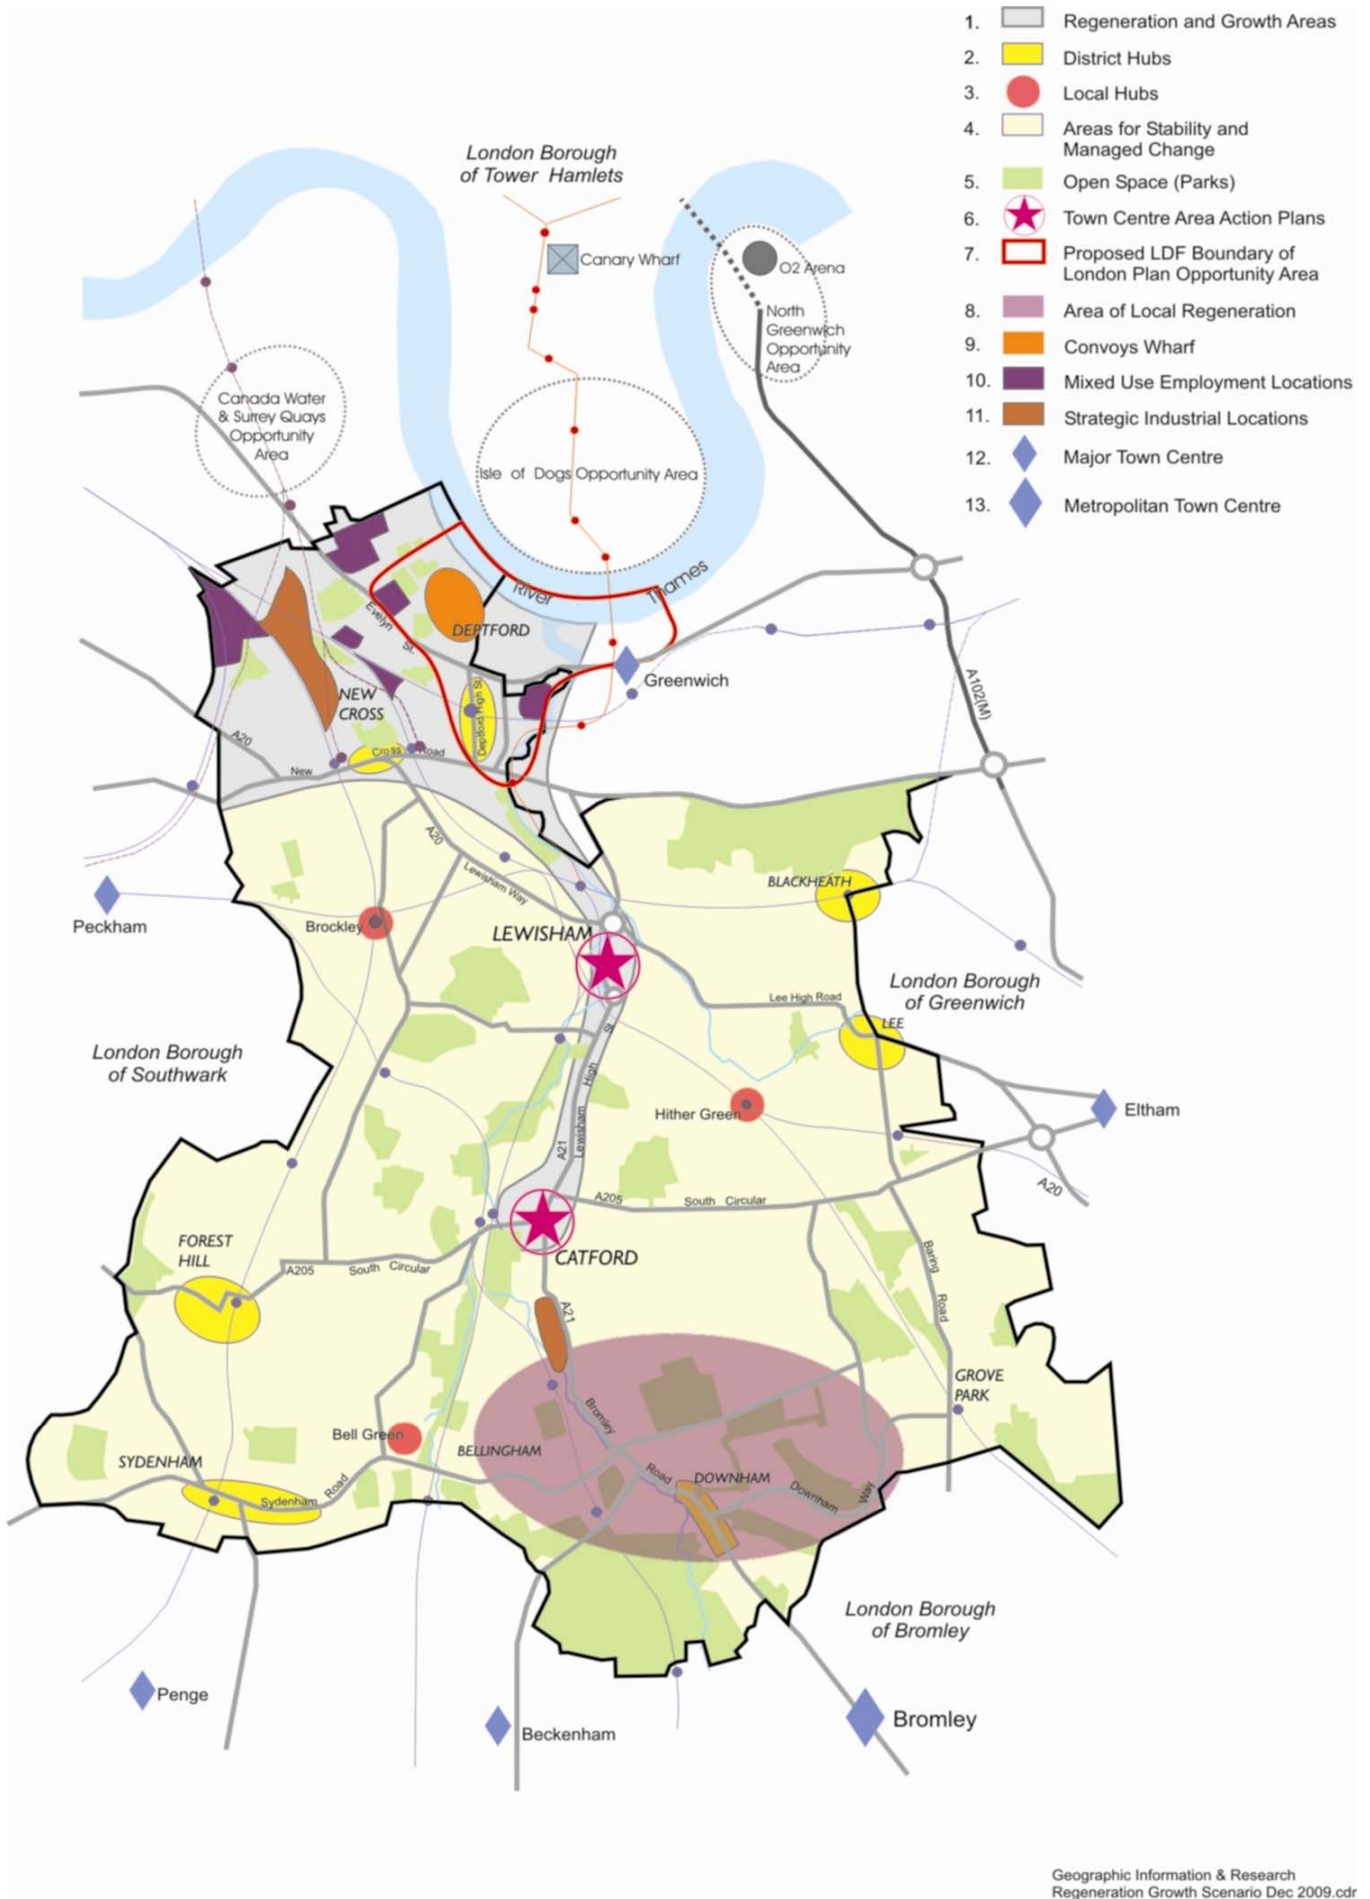 1. Regeneration and Growth Areas
2. District Hubs
3. Local Hubs
4. Areas for Stability and
Managed Change
5. Open Space (Parks)
6. Town Centre Area Action Plans
7. Proposed LDF Boundary of
London Plan Opportunity Area
8. Area of Local Regeneration
9. Convoys Wharf
10. Mixed Use Employment Locations
11. Strategic Industrial Locations
12. Major Town Centre
13. Metropolitan Town Centre
London Borough
of Tower Hamlets
Canary Wharf
O2 Arena
North
Greenwich
Opportunity
Area
Canada Water
& Surrey Quays
Opportunity
Area
Isle of Dogs Opportunity Area
River Thames
Evelyn St.
DEPTFORD
Greenwich
NEW
CROSS
Deptford High St.
A102(M)
A20
New Cross Road
A20
Lewisham Way
BLACKHEATH
Peckham
Brockley
LEWISHAM
London Borough
of Greenwich
Lee High Road
LEE
London Borough
of Southwark
Lewisham High St.
A21
Hither Green
Eltham
A20
A205 South Circular
FOREST
HILL
CATFORD
A205 South Circular
Baring Road
A21
GROVE
PARK
Bromley Road
Bell Green
BELLINGHAM
SYDENHAM
DOWNHAM
Downham Way
Sydenham Road
London Borough
of Bromley
Penge
Beckenham
Bromley
Geographic Information & Research
Regeneration Growth Scenario Dec 2009.cdr